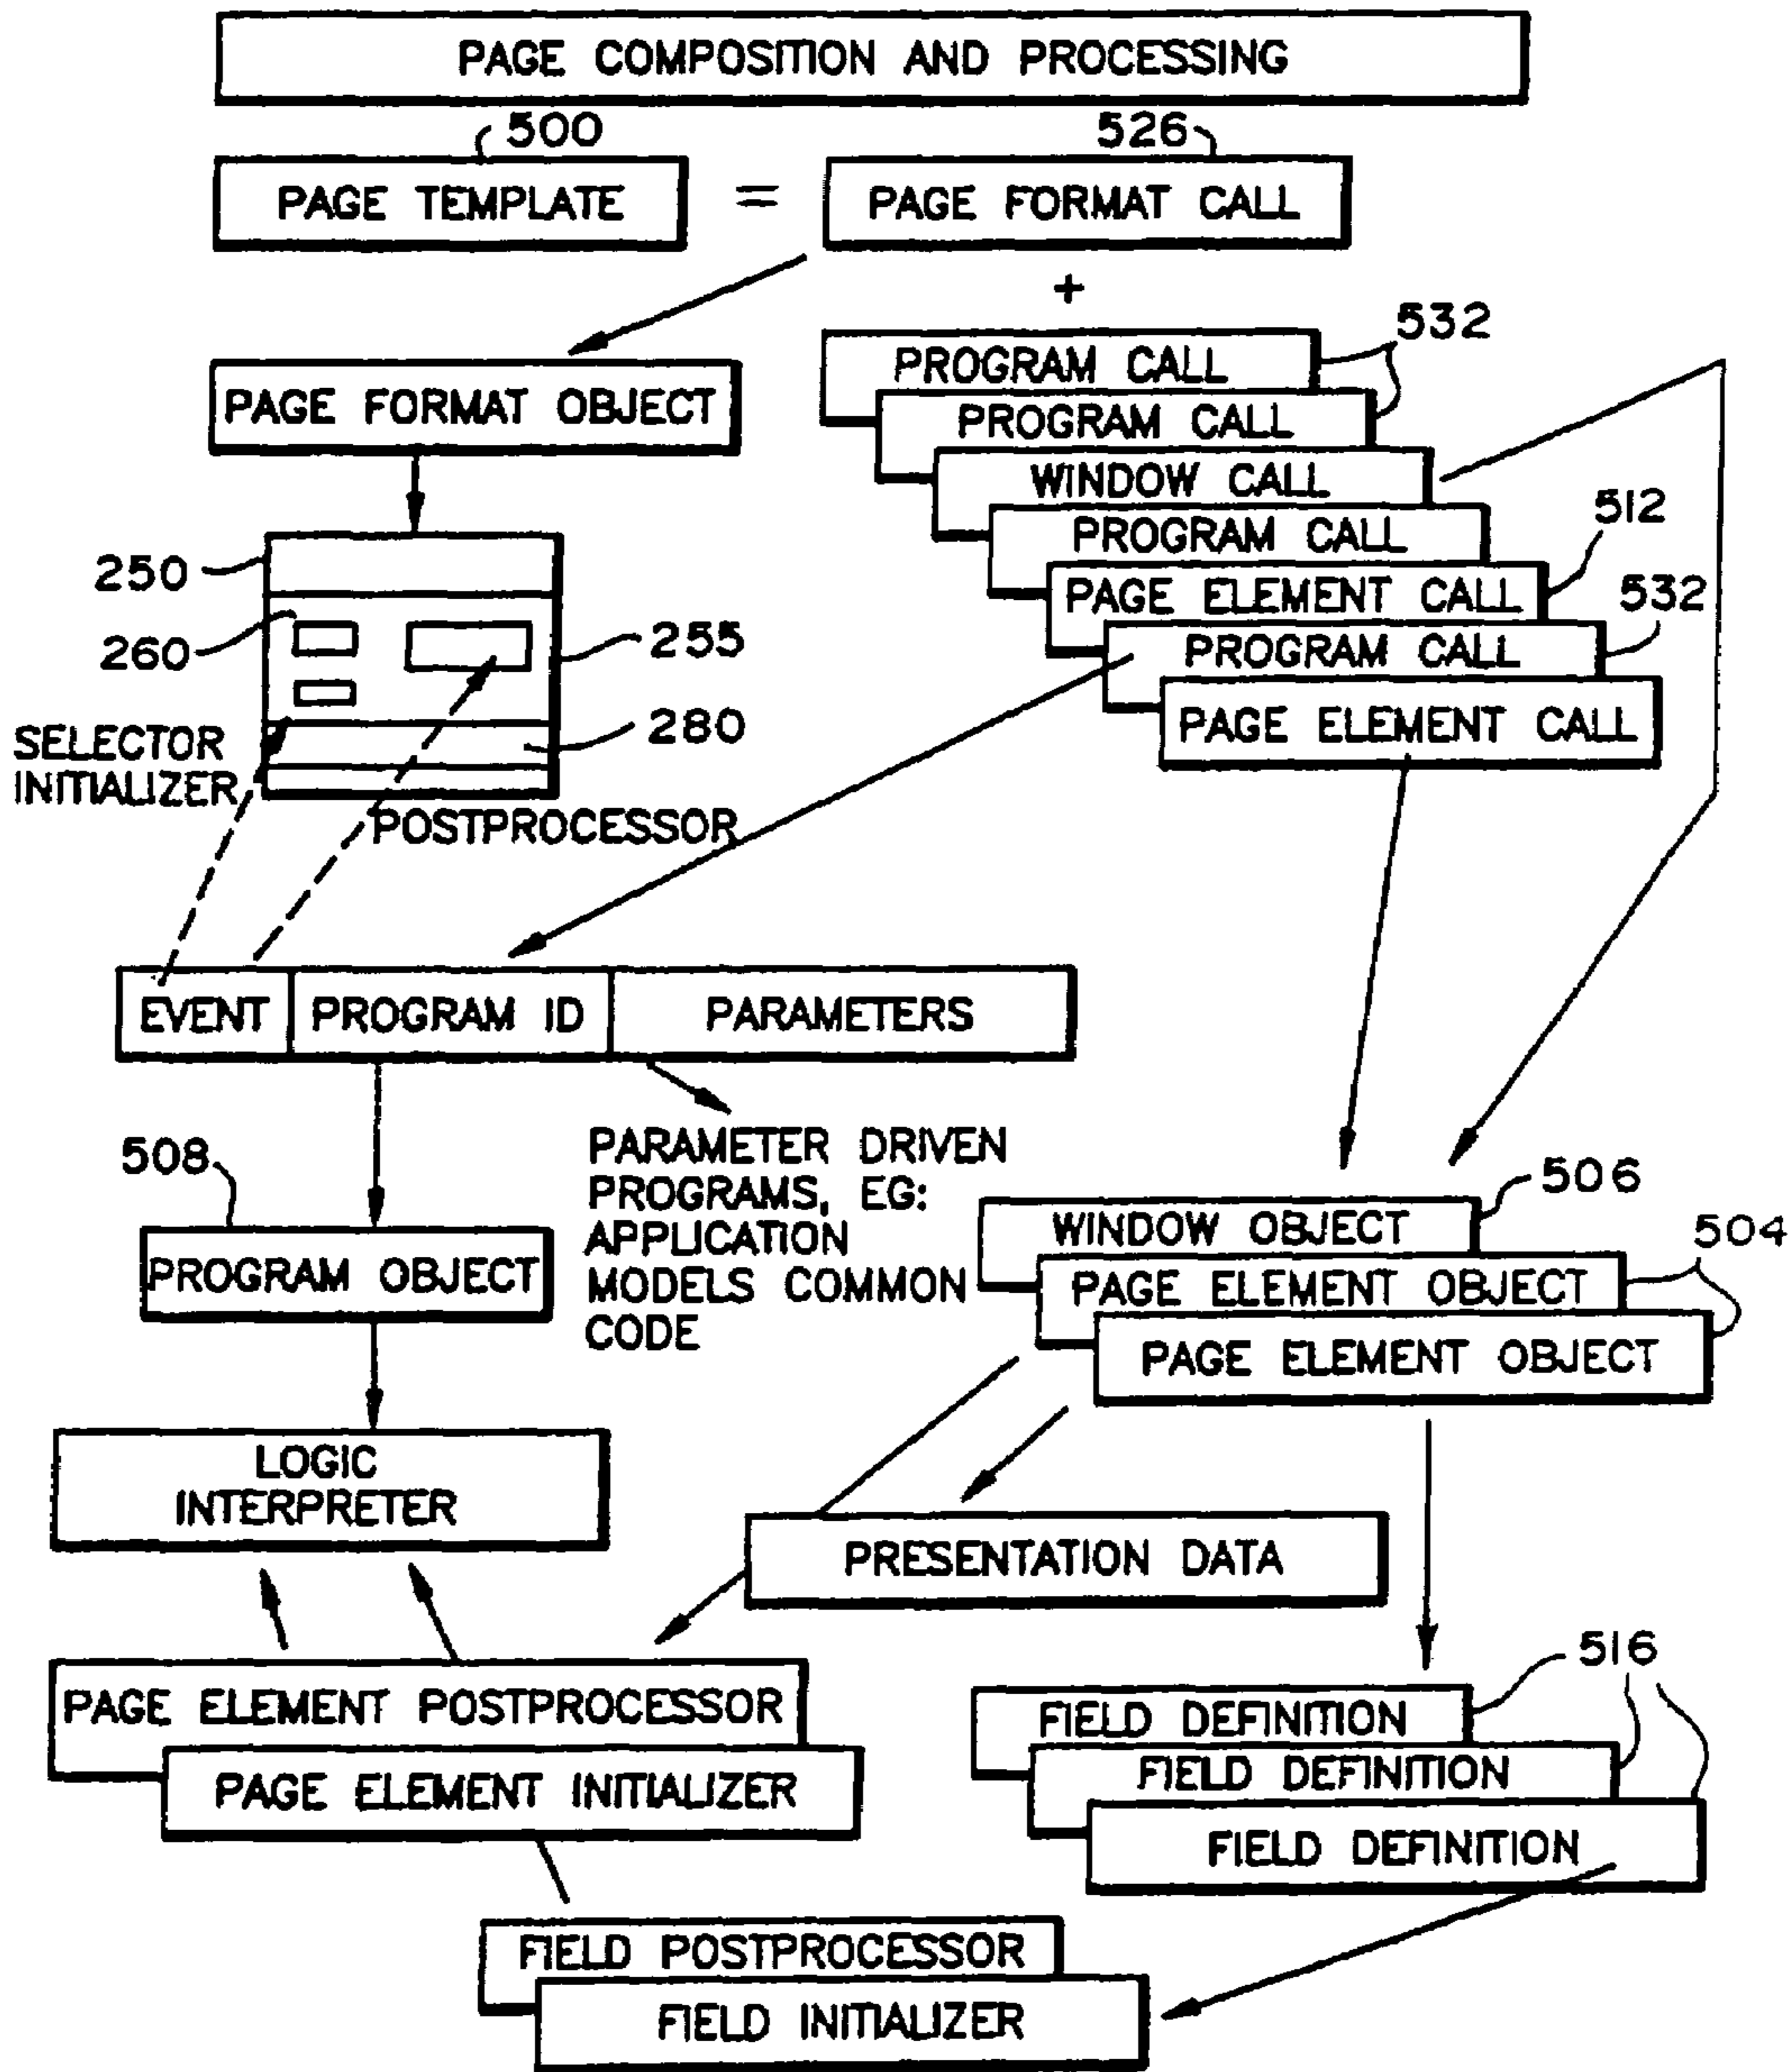 PAGE COMPOSITION AND PROCESSING
500
526
PAGE TEMPLATE = PAGE FORMAT CALL
+
532
PROGRAM CALL
PAGE FORMAT OBJECT
PROGRAM CALL
WINDOW CALL
512
PROGRAM CALL
250
532
PAGE ELEMENT CALL
260
255
PROGRAM CALL
280
PAGE ELEMENT CALL
SELECTOR
INITIALIZER
POSTPROCESSOR
EVENT
PROGRAM ID
PARAMETERS
508
PARAMETER DRIVEN
PROGRAMS, EG:
APPLICATION
MODELS COMMON
CODE
506
WINDOW OBJECT
504
PROGRAM OBJECT
PAGE ELEMENT OBJECT
PAGE ELEMENT OBJECT
LOGIC
INTERPRETER
PRESENTATION DATA
516
PAGE ELEMENT POSTPROCESSOR
FIELD DEFINITION
PAGE ELEMENT INITIALIZER
FIELD DEFINITION
FIELD DEFINITION
FIELD POSTPROCESSOR
FIELD INITIALIZER